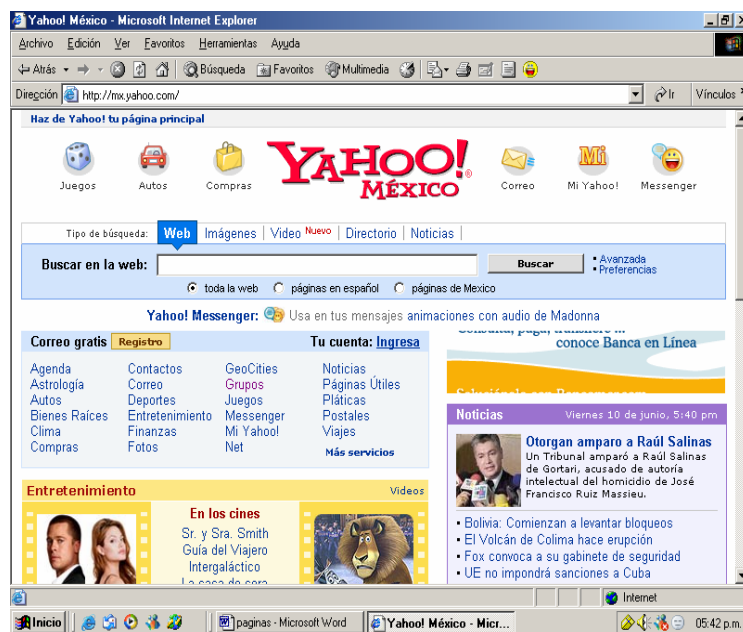 Yahoo! México - Microsoft Internet Explorer
Archivo Edición Ver Favoritos Herramientas Ayuda
Atrás Búsqueda Favoritos Multimedia
Dirección http://mx.yahoo.com/ Ir Vínculos
Haz de Yahoo! tu página principal
YAHOO! MÉXICO
Juegos Autos Compras Correo Mi Yahoo! Messenger
Tipo de búsqueda: Web Imágenes | Video Nuevo | Directorio | Noticias |
Buscar en la web: Buscar
• Avanzada
• Preferencias
toda la web páginas en español páginas de Mexico
Yahoo! Messenger: Usa en tus mensajes animaciones con audio de Madonna
Correo gratis Registro Tu cuenta: Ingresa
Agenda Contactos GeoCities Noticias
Astrología Correo Grupos Páginas Útiles
Autos Deportes Juegos Pláticas
Bienes Raíces Entretenimiento Messenger Postales
Clima Finanzas Mi Yahoo! Viajes
Compras Fotos Net Más servicios
Consulta, paga, transfiere ...
conoce Banca en Línea
Noticias Viernes 10 de junio, 5:40 pm
Otorgan amparo a Raúl Salinas
Un Tribunal amparó a Raúl Salinas
de Gortari, acusado de autoría
intelectual del homicidio de José
Francisco Ruiz Massieu.
• Bolivia: Comienzan a levantar bloqueos
• El Volcán de Colima hace erupción
• Fox convoca a su gabinete de seguridad
• UE no impondrá sanciones a Cuba
Entretenimiento Videos
En los cines
Sr. y Sra. Smith
Guía del Viajero
Intergaláctico
La casa de cera
Internet
Inicio paginas - Microsoft Word Yahoo! México - Micr... 05:42 p.m.